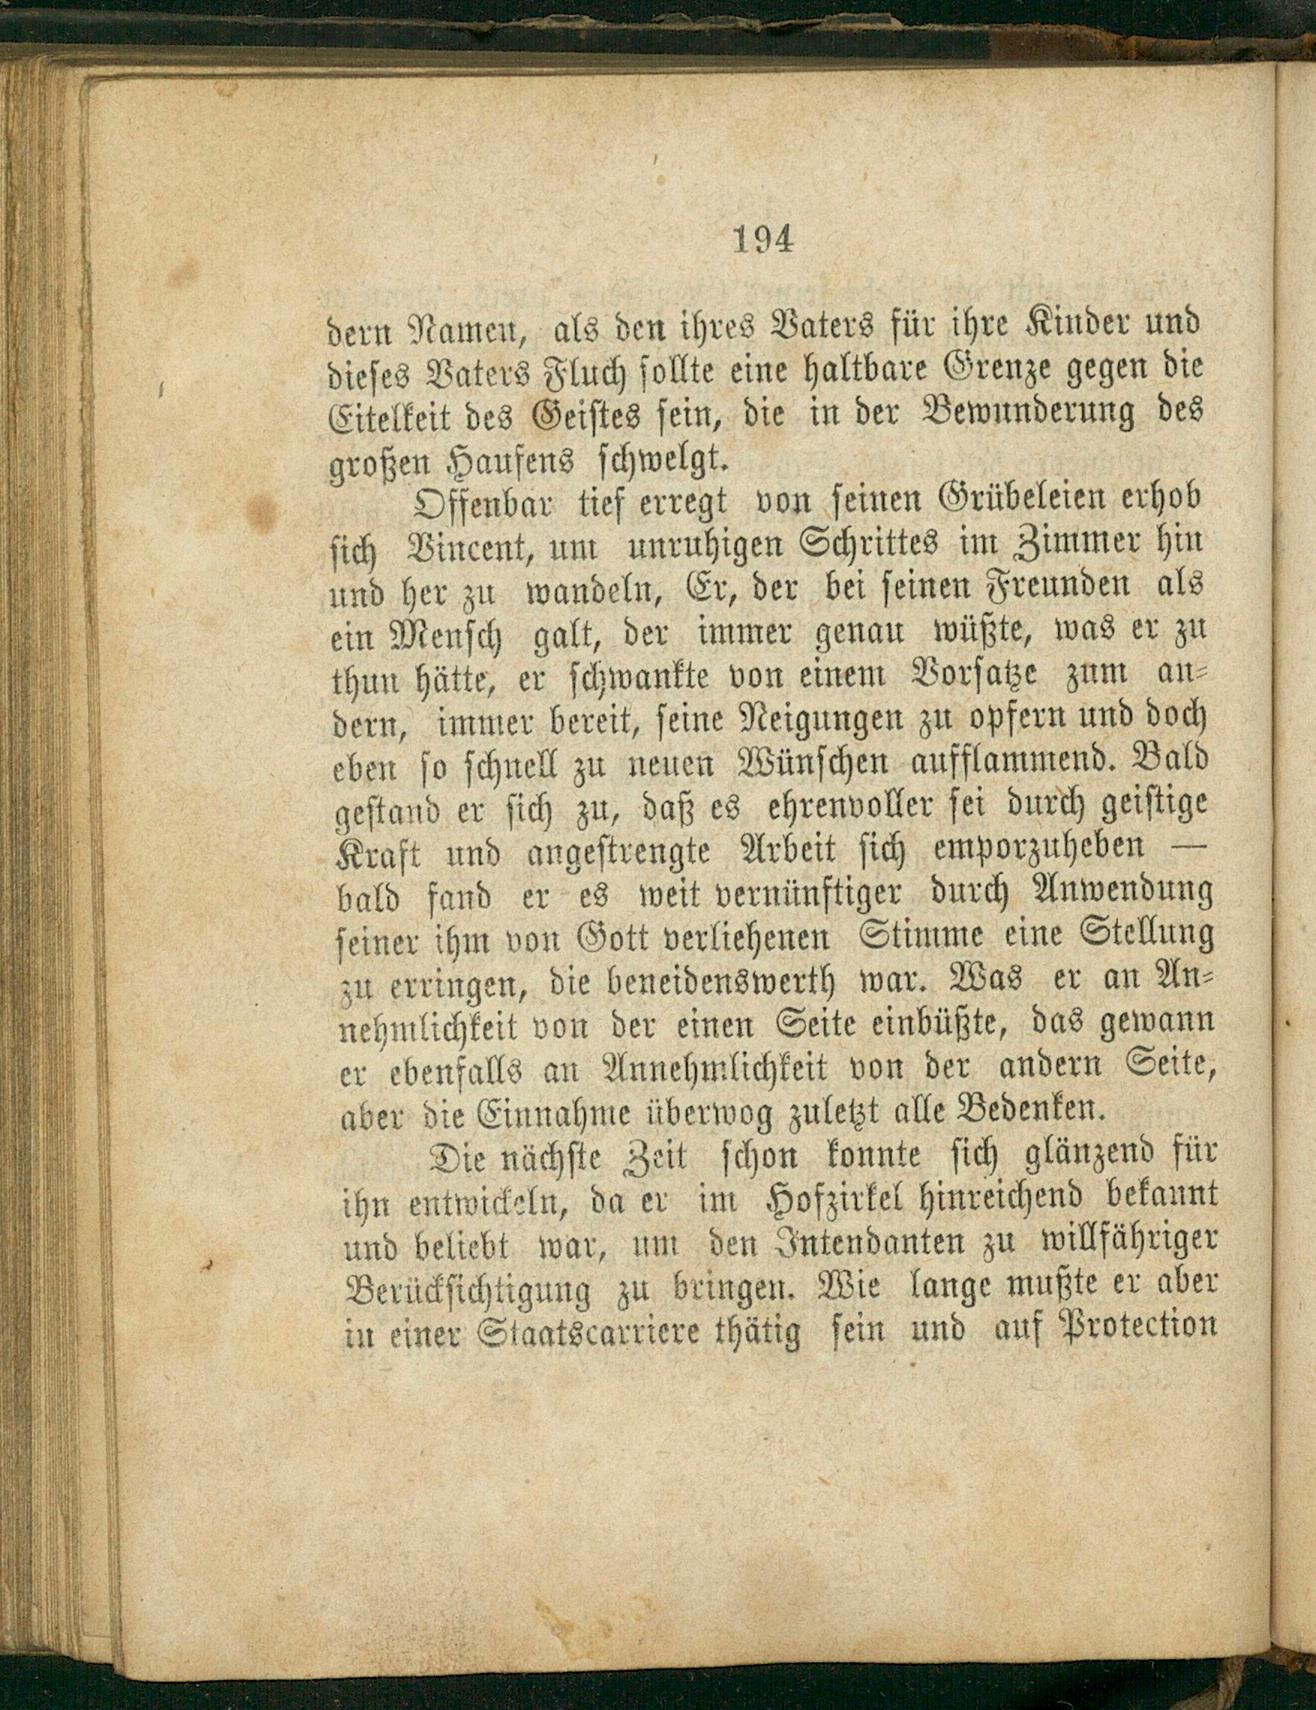 194
dern Namen, als den ihres Vaters für ihre Kinder und
dieses Vaters Fluch sollte eine haltbare Grenze gegen die
Eitelkeit des Geistes sein, die in der Bewunderung des
großen Haufens schwelgt.
Offenbar tief erregt von seinen Grübeleien erhob
sich Vincent, um unruhigen Schrittes im Zimmer hin
und her zu wandeln, Er, der bei seinen Freunden als
ein Mensch galt, der immer genau wüßte, was er zu
thun hätte, er schwankte von einem Vorsatze zum an-
dern, immer bereit, seine Neigungen zu opfern und doch
eben so schnell zu neuen Wünschen aufflammend. Bald
gestand er sich zu, daß es ehrenvoller sei durch geistige
Kraft und angestrengte Arbeit sich emporzuheben —
bald fand er es weit vernünftiger durch Anwendung
seiner ihm von Gott verliehenen Stimme eine Stellung
zu erringen, die beneidenswerth war. Was er an An-
nehmlichkeit von der einen Seite einbüßte, das gewann
er ebenfalls an Annehmlichkeit von der andern Seite,
aber die Einnahme überwog zuletzt alle Bedenken.
Die nächste Zeit schon konnte sich glänzend für
ihn entwickeln, da er im Hofzirkel hinreichend bekannt
und beliebt war, um den Intendanten zu willfähriger
Berücksichtigung zu bringen. Wie lange mußte er aber
in einer Staatscarriere thätig sein und auf Protection